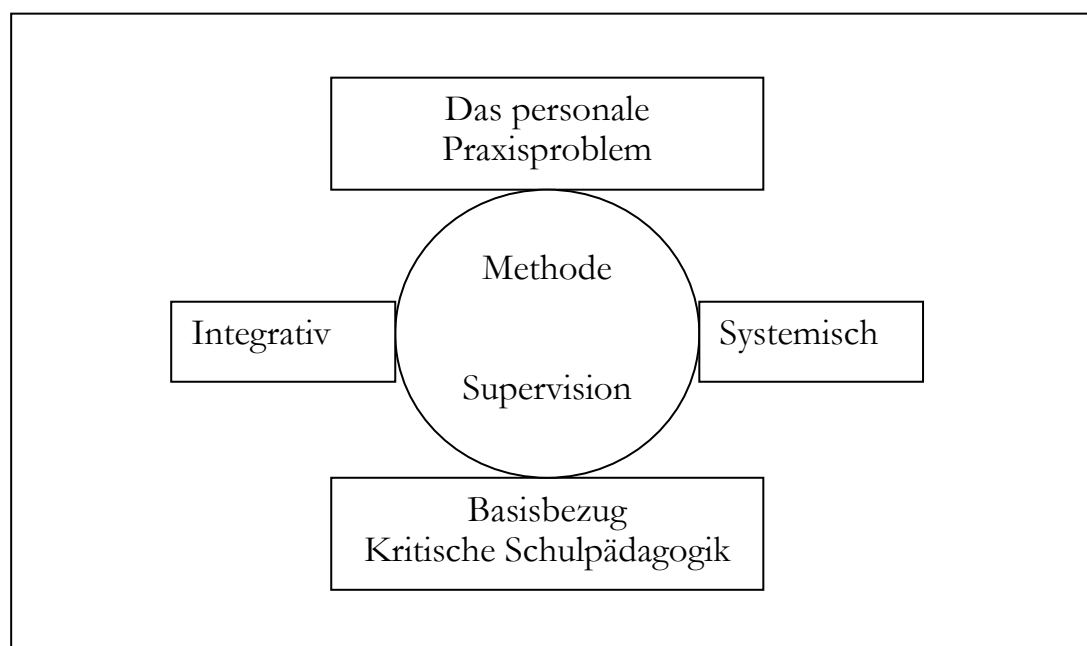 Das personale
Praxisproblem
Methode
Integrativ
Systemisch
Supervision
Basisbezug
Kritische Schulpädagogik